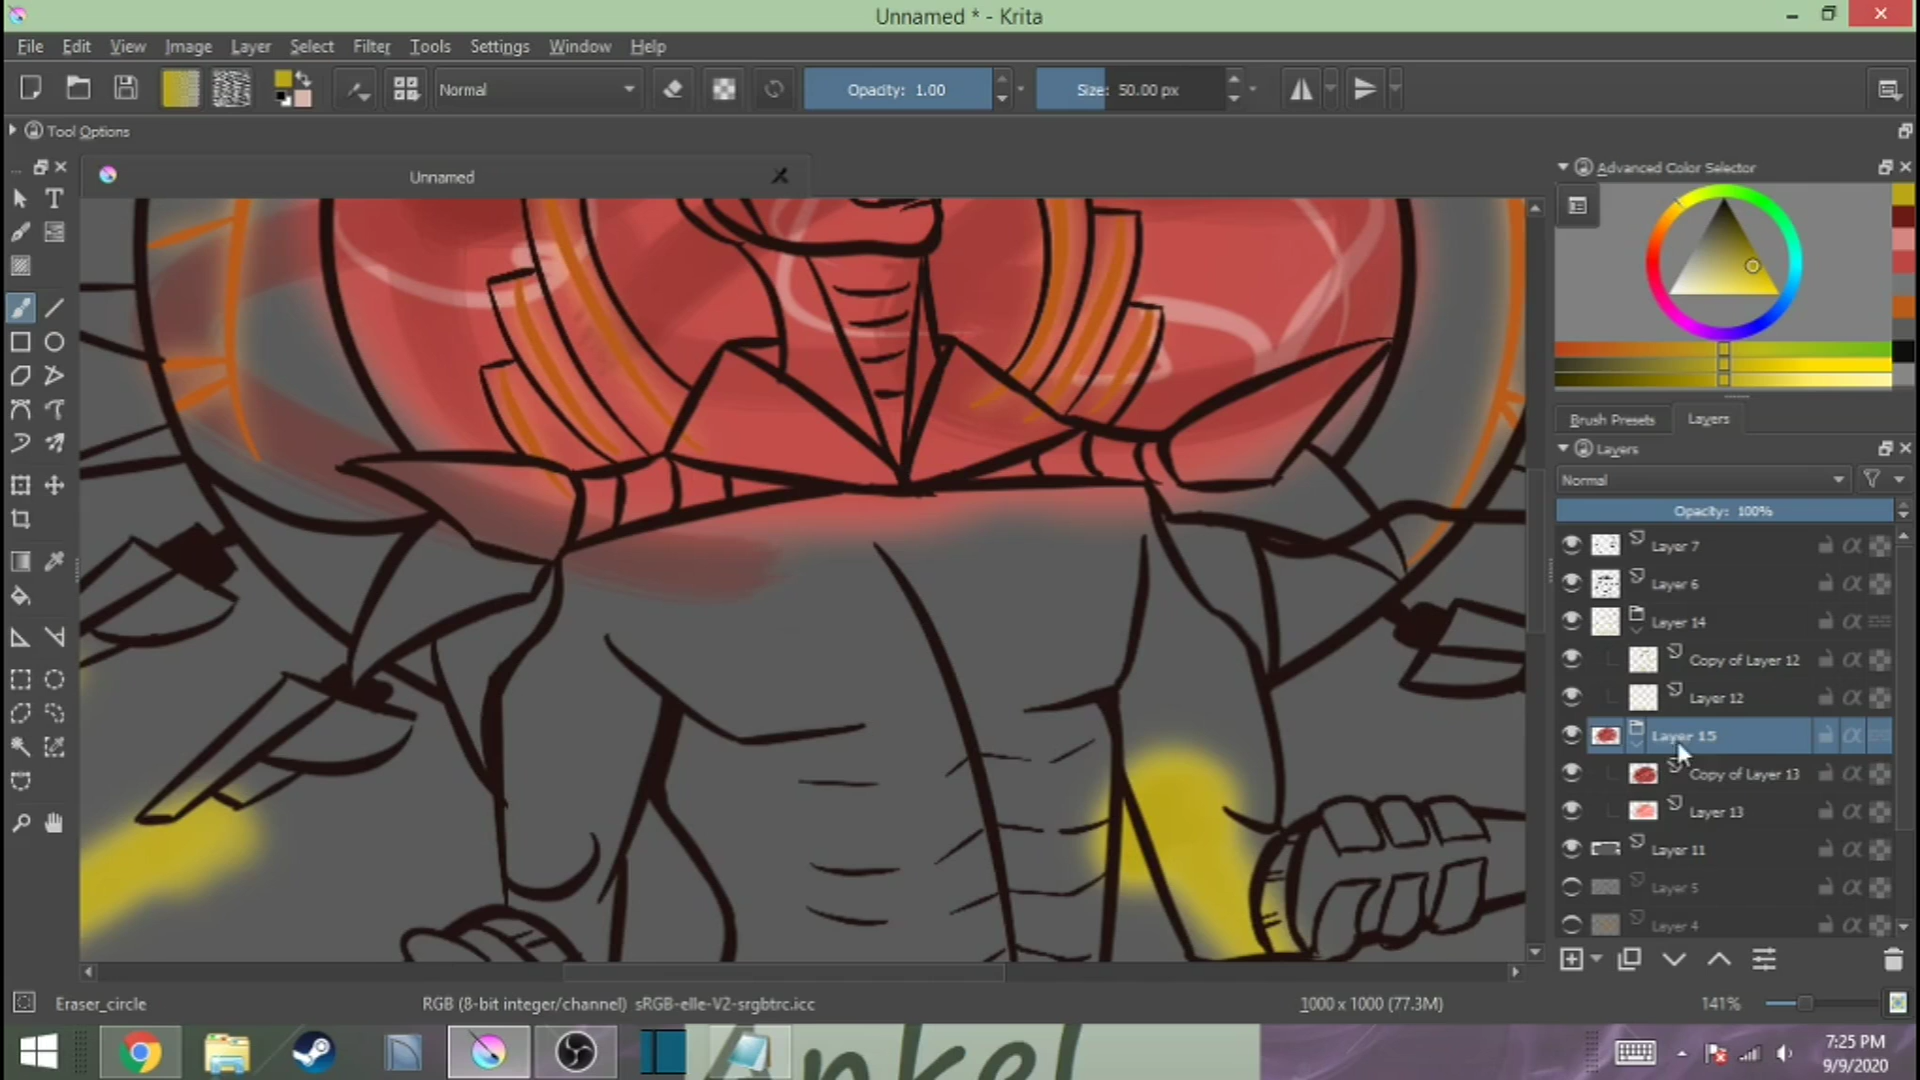 Unnamed * - Krita
File Edit View Image Layer Select Filter Tools Settings Window Help
Normal Opacity: 1.00 Size: 50.00 px
Tool Options
Unnamed
Advanced Color Selector
Brush Presets Layers
Layers
Normal
Opacity: 100%
Layer 7
Layer 6
Layer 14
Copy of Layer 12
Layer 12
Layer 15
Copy of Layer 13
Layer 13
Layer 11
Layer 5
Layer 4
Eraser_circle RGB (8-bit integer/channel) sRGB-elle-V2-srgbtrc.icc 1000 x 1000 (77.3M) 141%
7:25 PM
9/9/2020